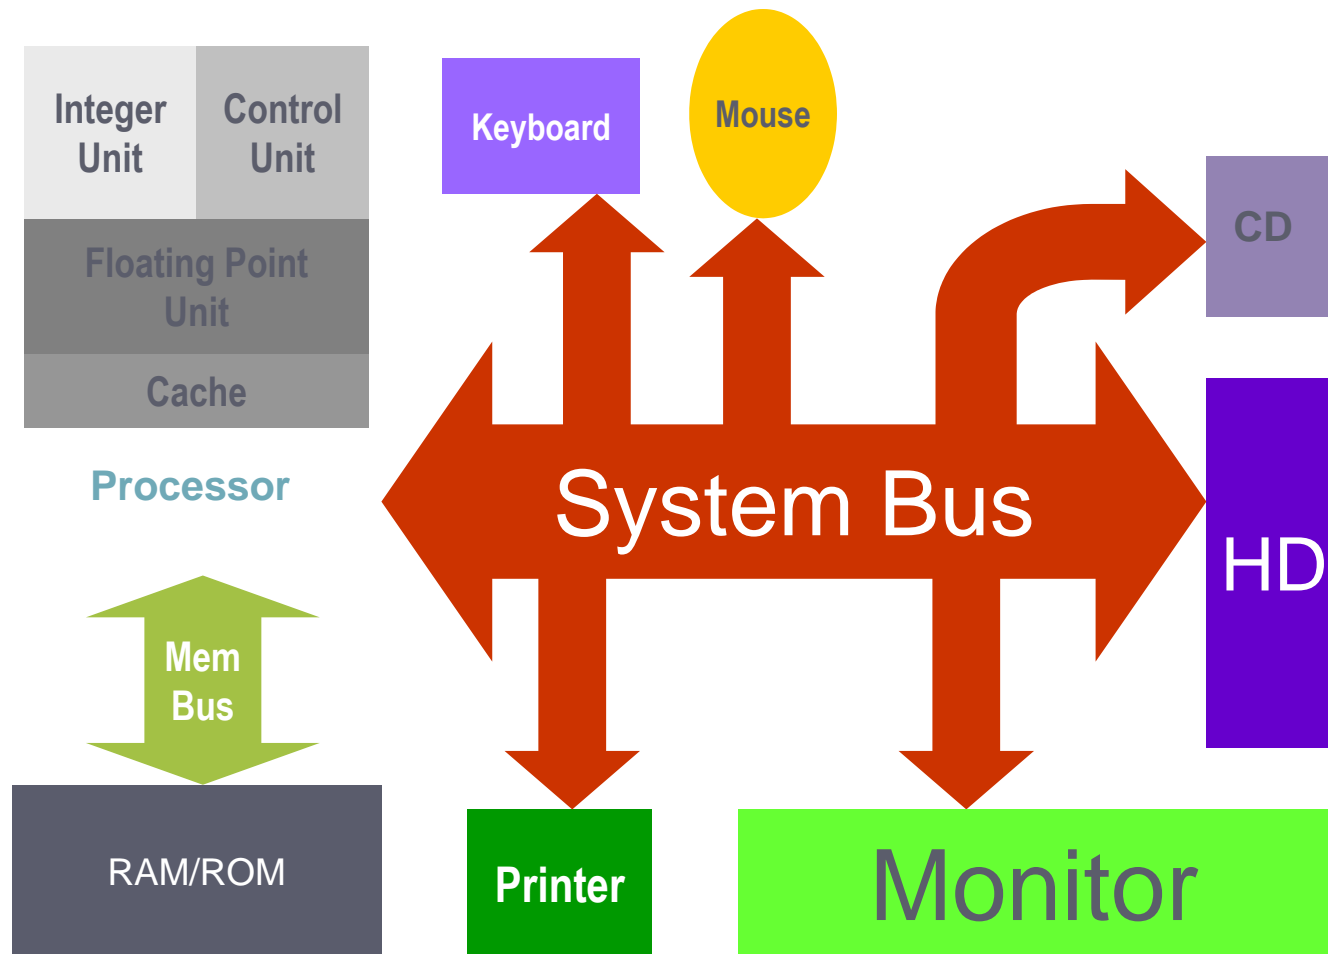 Integer
Unit
Control
Unit
Floating Point
Unit
Cache
Processor
Mem
Bus
RAM/ROM
Keyboard
Mouse
CD
System Bus
HD
Printer
Monitor